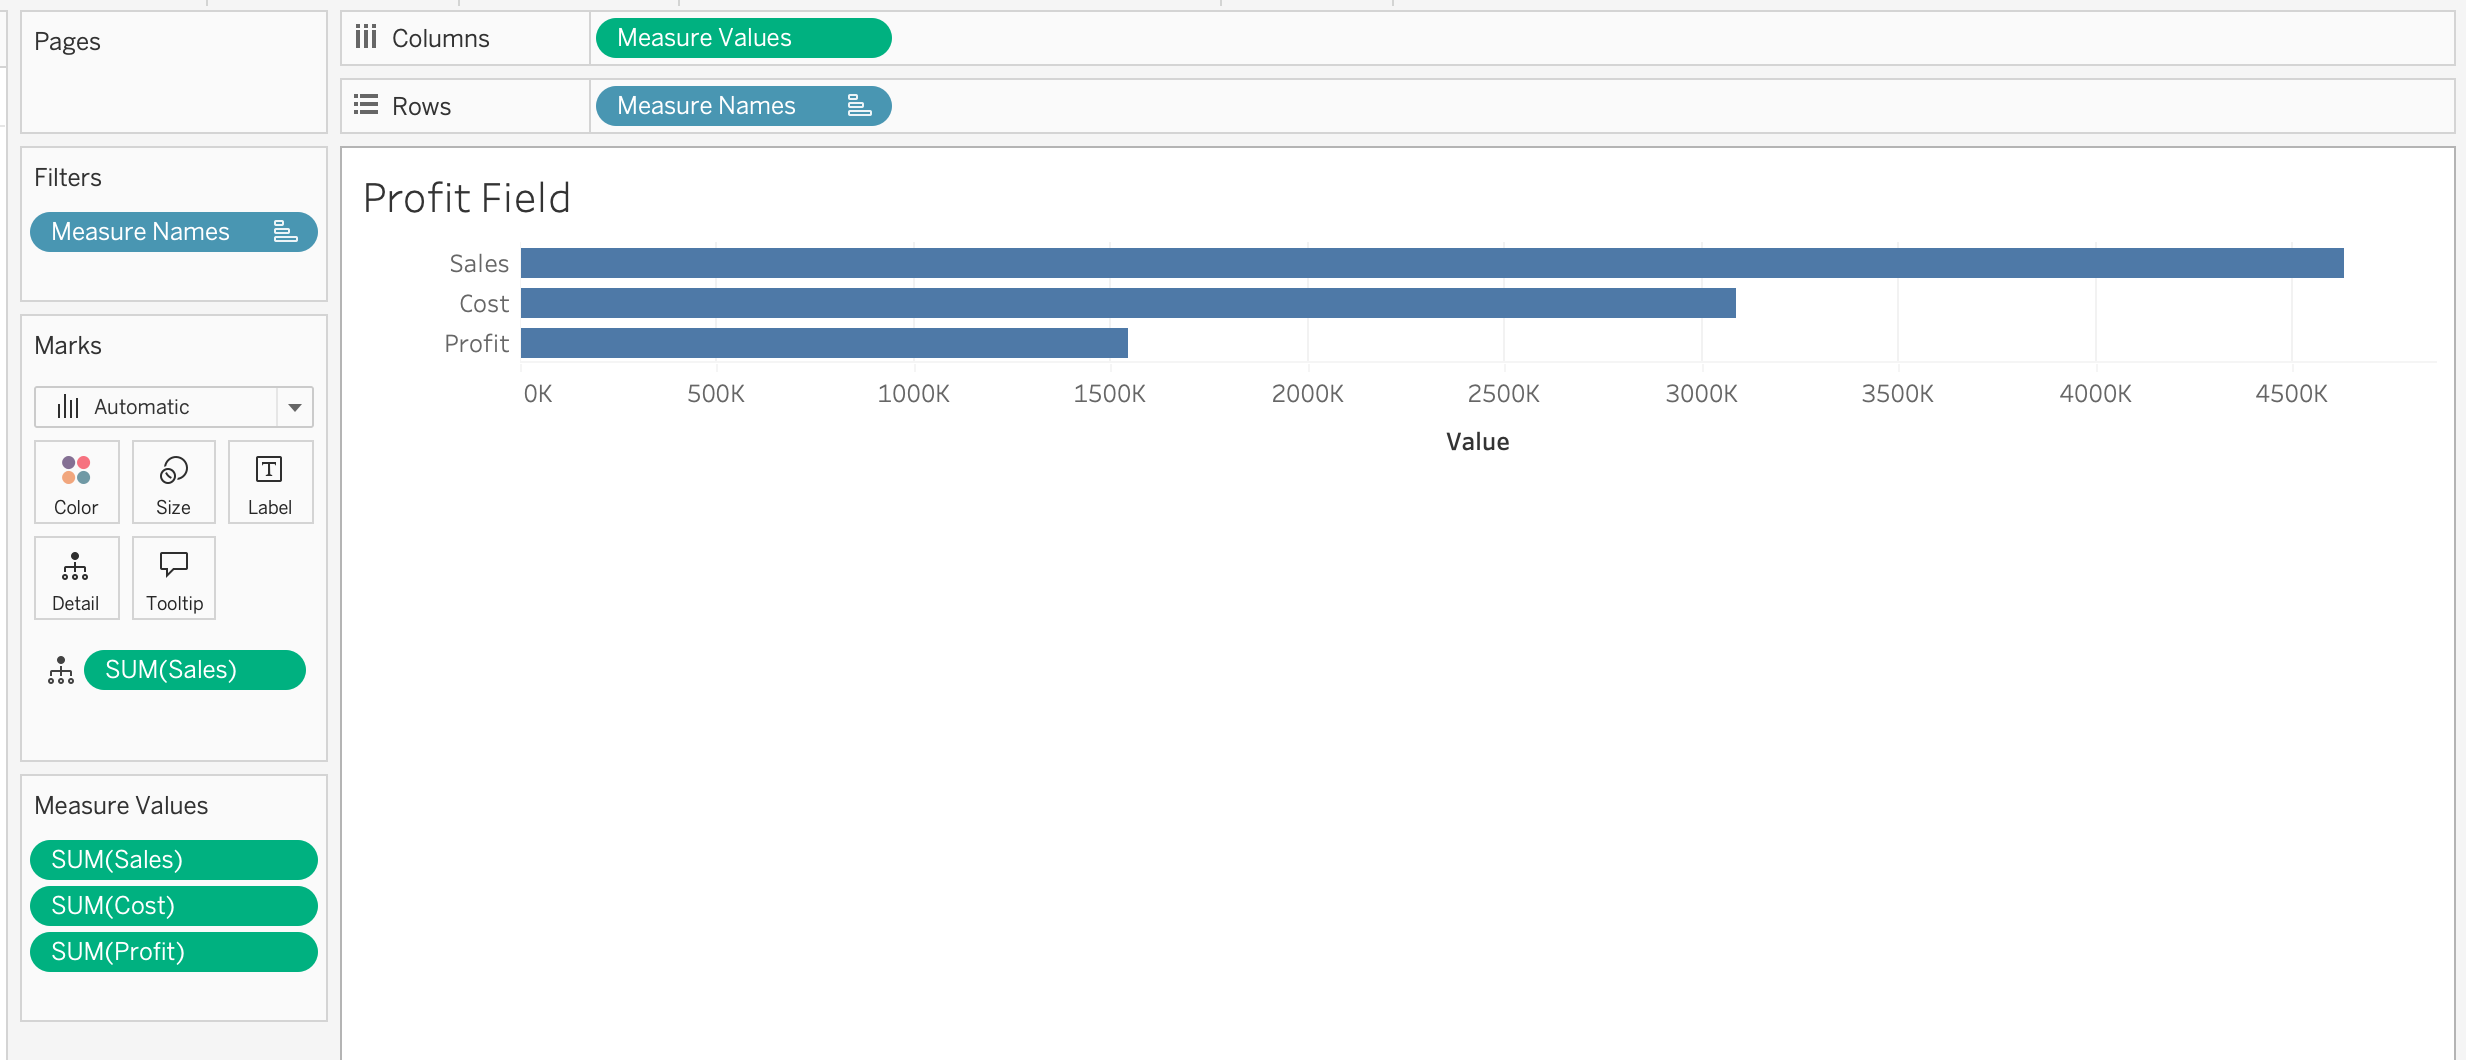 Pages
Columns
Measure Values
Rows
Measure Names
Filters
Measure Names
Marks
Automatic
Color
Size
Label
Detail
Tooltip
SUM(Sales)
Measure Values
SUM(Sales)
SUM(Cost)
SUM(Profit)
Profit Field
Sales
Cost
Profit
0K 500K 1000K 1500K 2000K 2500K 3000K 3500K 4000K 4500K
Value